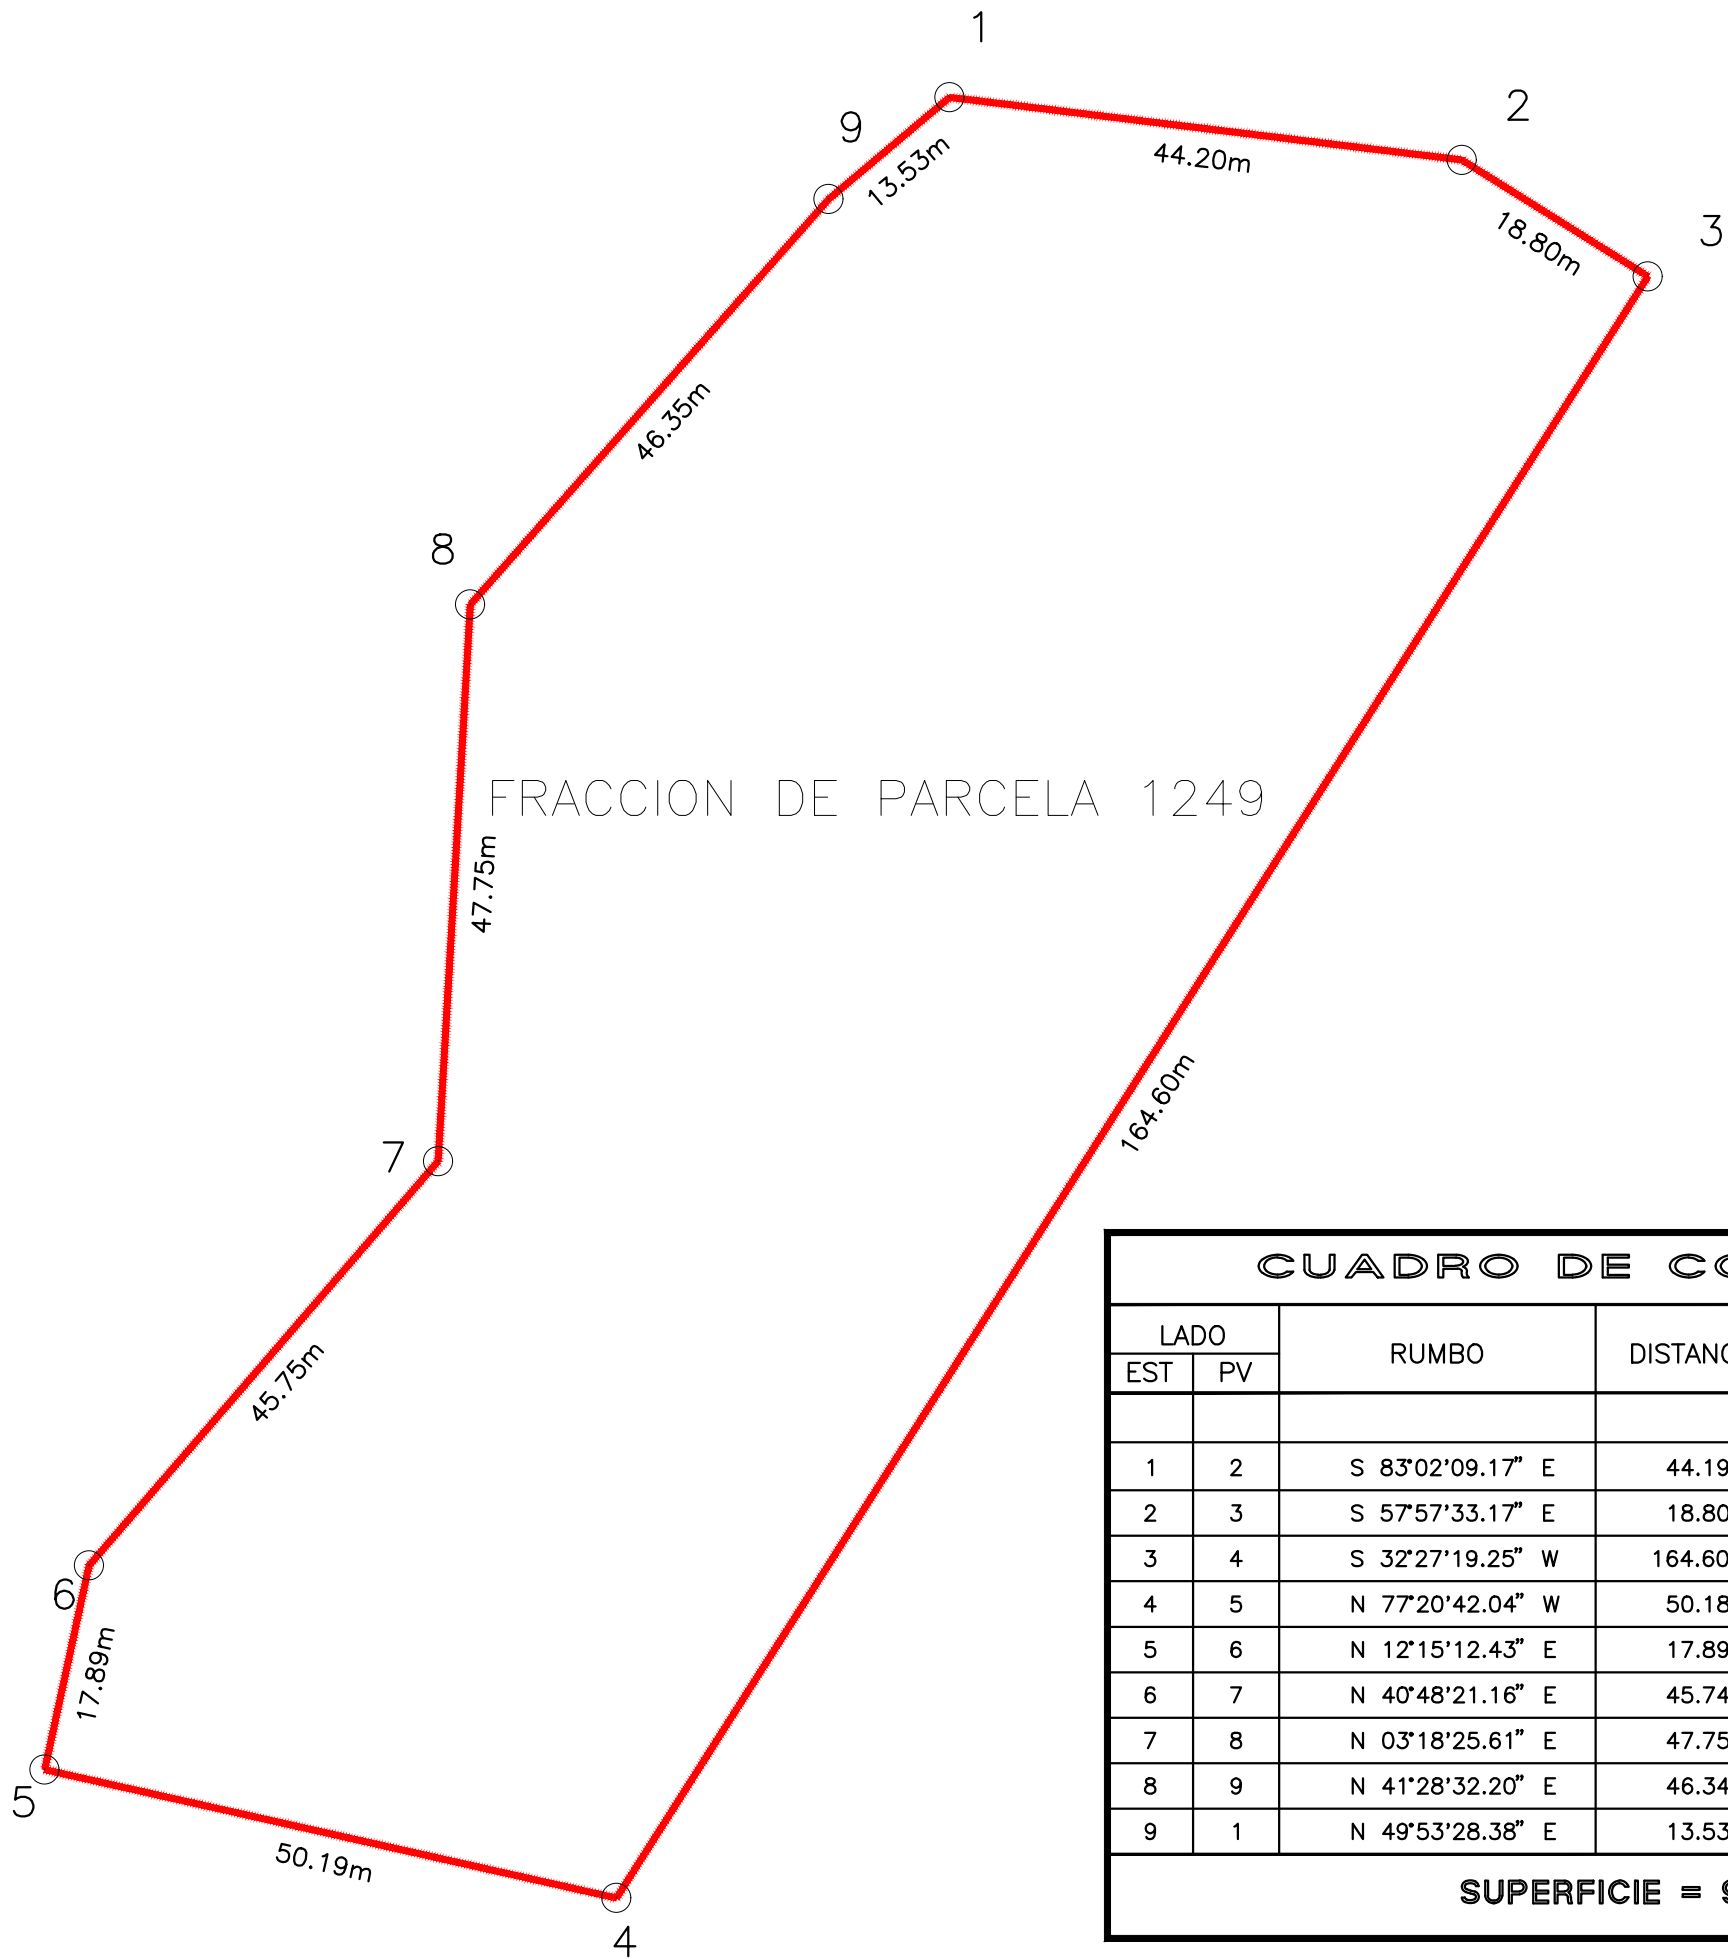 1
2
9
13.53m
44.20m
3
18.80m
46.35m
8
FRACCION DE PARCELA 1249
47.75m
164.60m
7
45.75m
6
17.89m
5
50.19m
4
CUADRO DE
LADO RUMBO
EST PV
1 2 S 83°02'09.17" E 44.19
2 3 S 57°57'33.17" E 18.80
3 4 S 32°27'19.25" W 164.60
4 5 N 77°20'42.04" W 50.18
5 6 N 12°15'12.43" E 17.89
6 7 N 40°48'21.16" E 45.74
7 8 N 03°18'25.61" E 47.75
8 9 N 41°28'32.20" E 46.34
9 1 N 49°53'28.38" E 13.53
SUPERFICIE =